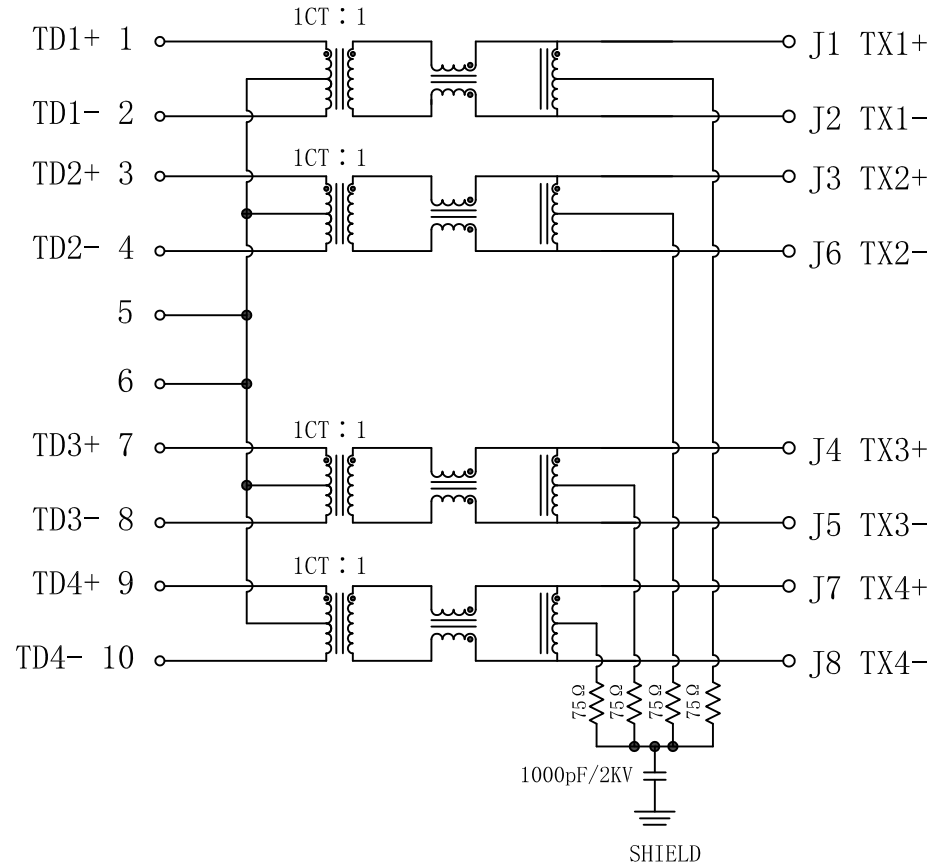 1CT：1
TD1+ 1
J1 TX1+
TD1- 2
J2 TX1-
1CT：1
TD2+ 3
J3 TX2+
TD2- 4
J6 TX2-
5
6
1CT：1
TD3+ 7
J4 TX3+
TD3- 8
J5 TX3-
1CT：1
TD4+ 9
J7 TX4+
TD4- 10
J8 TX4-
75Ω
75Ω
75Ω
75Ω
1000pF/2KV
SHIELD